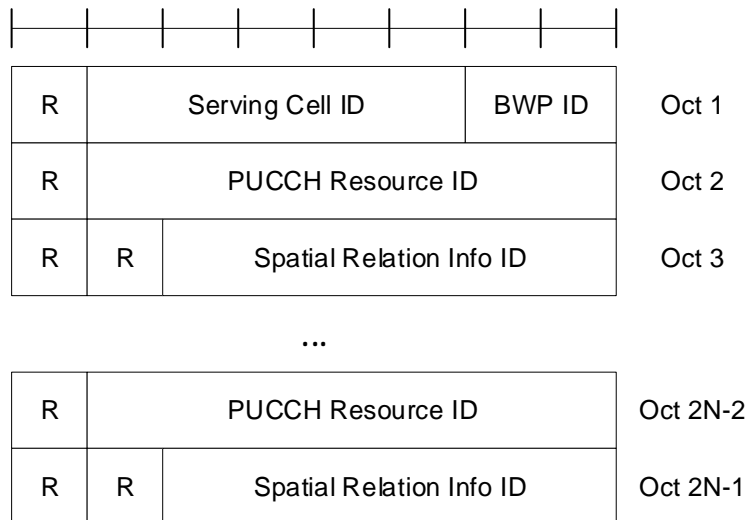 R Serving Cell ID BWP ID Oct 1
R PUCCH Resource ID Oct 2
R R Spatial Relation Info ID Oct 3
...
R PUCCH Resource ID Oct 2N-2
R R Spatial Relation Info ID Oct 2N-1